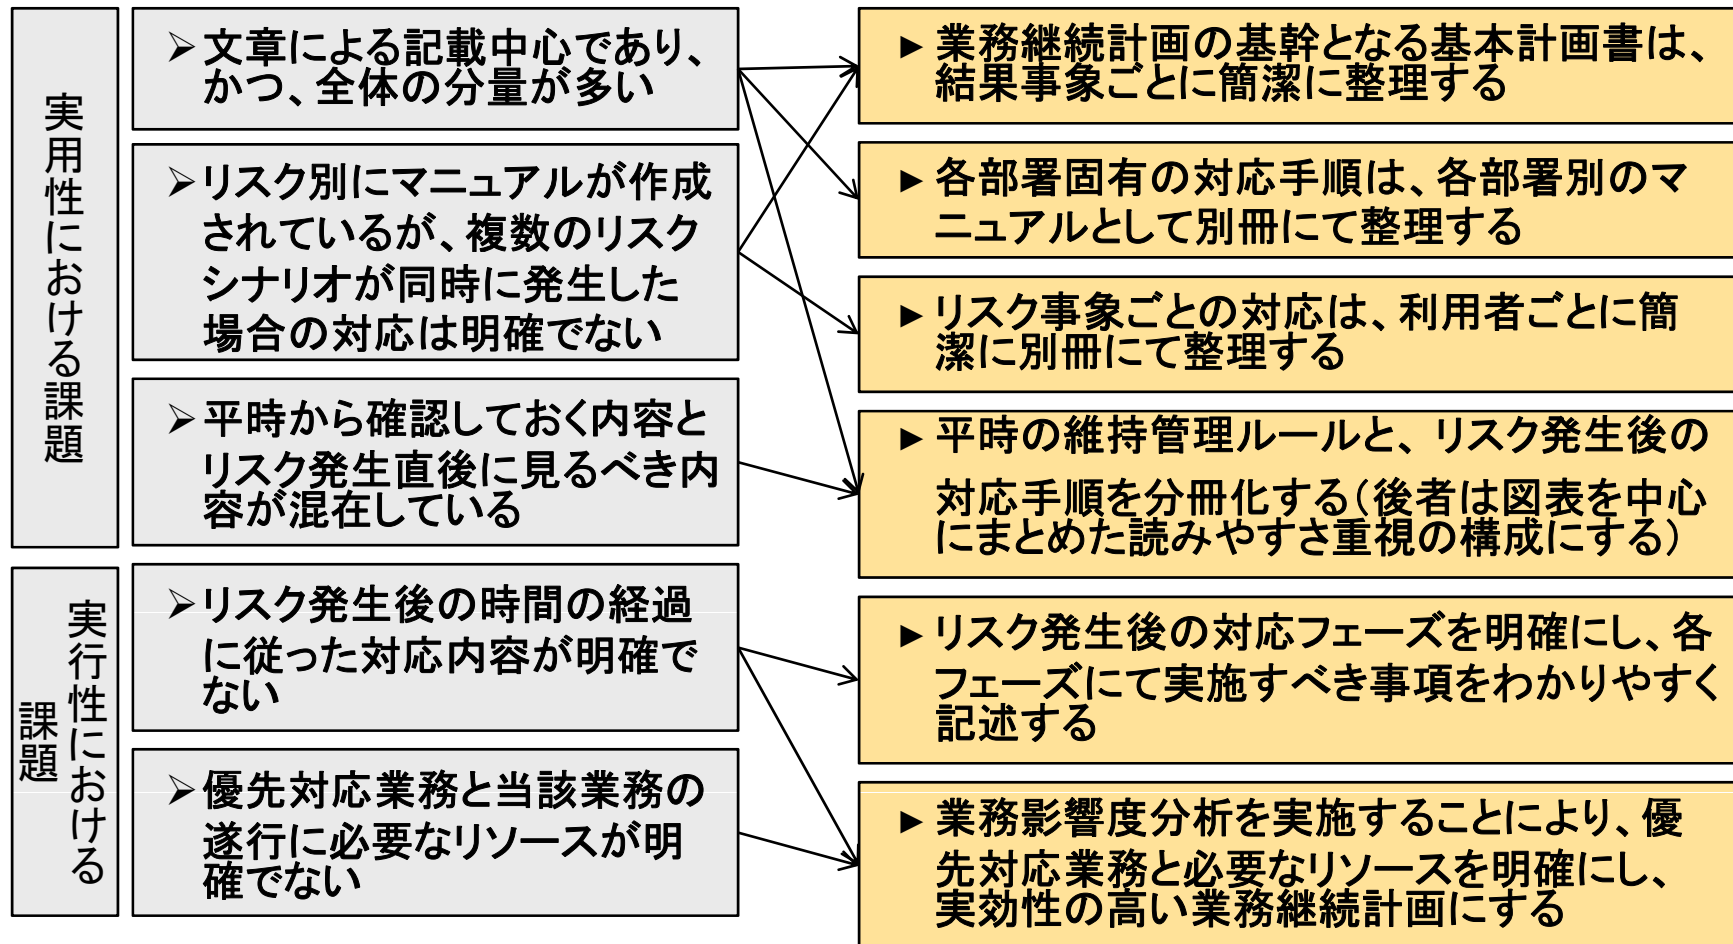 実用性における課題
➢文章による記載中心であり、
かつ、全体の分量が多い
➢リスク別にマニュアルが作成
されているが、複数のリスク
シナリオが同時に発生した
場合の対応は明確でない
➢平時から確認しておく内容と
リスク発生直後に見るべき内
容が混在している
実行性における
課題
➢リスク発生後の時間の経過
に従った対応内容が明確で
ない
➢優先対応業務と当該業務の
遂行に必要なリソースが明
確でない
► 業務継続計画の基幹となる基本計画書は、
結果事象ごとに簡潔に整理する
► 各部署固有の対応手順は、各部署別のマ
ニュアルとして別冊にて整理する
► リスク事象ごとの対応は、利用者ごとに簡
潔に別冊にて整理する
► 平時の維持管理ルールと、リスク発生後の
対応手順を分冊化する(後者は図表を中心
にまとめた読みやすさ重視の構成にする)
► リスク発生後の対応フェーズを明確にし、各
フェーズにて実施すべき事項をわかりやすく
記述する
► 業務影響度分析を実施することにより、優
先対応業務と必要なリソースを明確にし、
実効性の高い業務継続計画にする